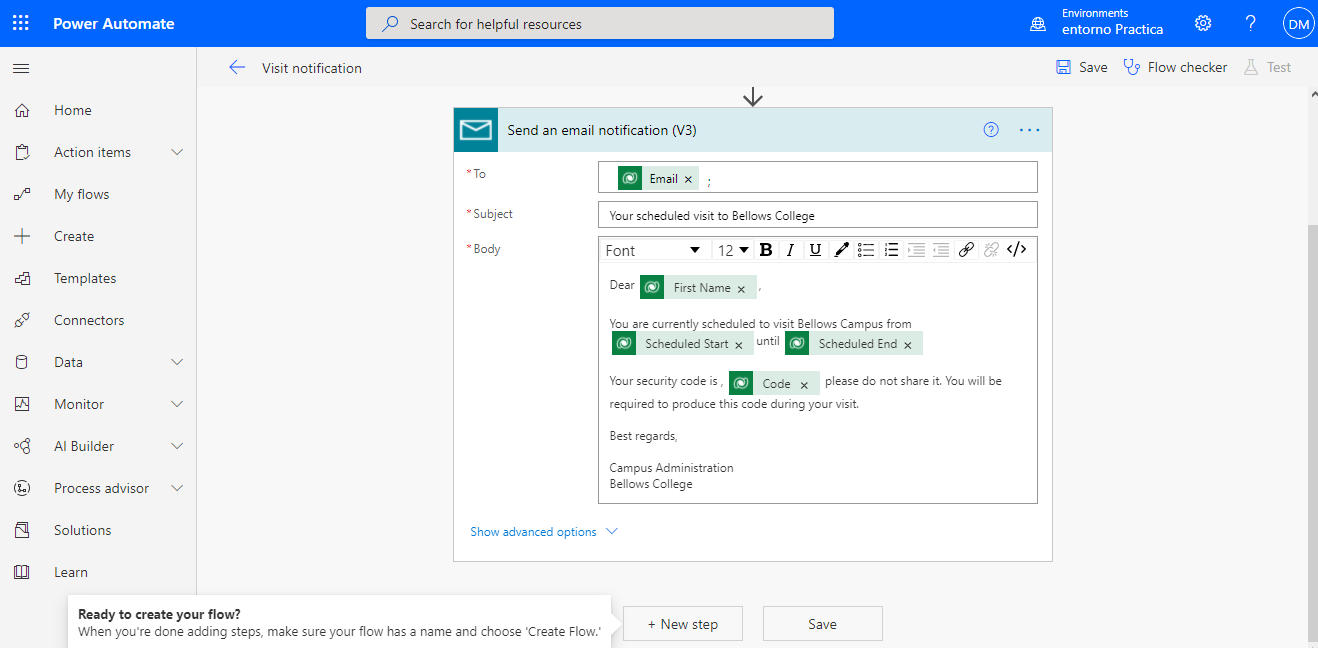 Power Automate
Search for helpful resources
Environments
entorno Practica
?
DM
Visit notification
Save
Flow checker
Test
Home
Action items
My flows
Create
Templates
Connectors
Data
Monitor
AI Builder
Process advisor
Solutions
Learn
Send an email notification (V3)
? ...
* To
Email × ;
* Subject
Your scheduled visit to Bellows College
* Body
Font 12 B I U </>
Dear First Name × ,
You are currently scheduled to visit Bellows Campus from
Scheduled Start × until Scheduled End ×
Your security code is , Code × please do not share it. You will be
required to produce this code during your visit.
Best regards,
Campus Administration
Bellows College
Show advanced options
Ready to create your flow?
When you're done adding steps, make sure your flow has a name and choose 'Create Flow.'
+ New step
Save